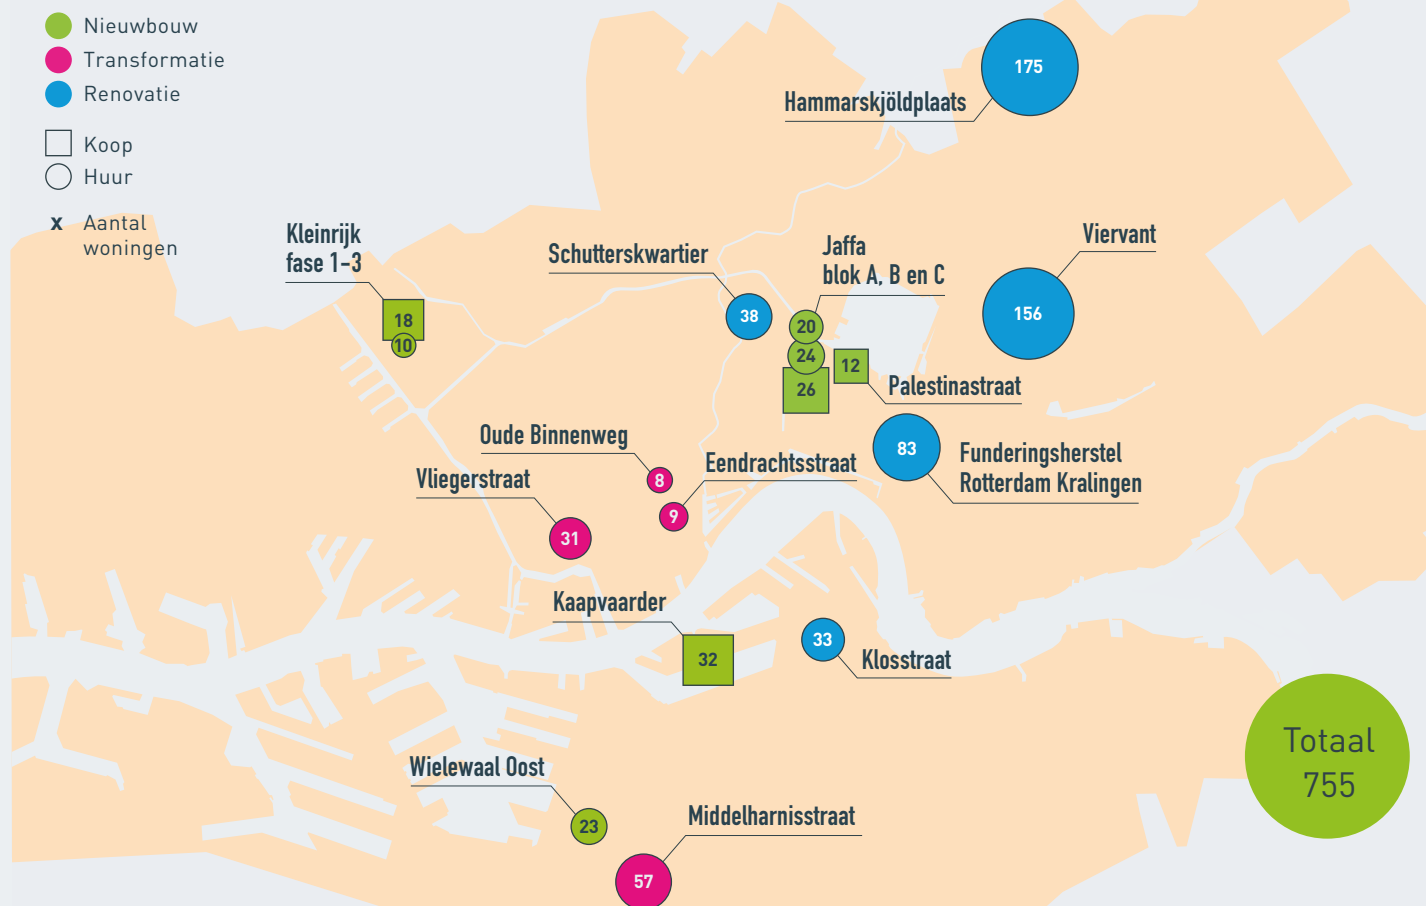 Nieuwbouw
Transformatie
Renovatie
Koop
Huur
x Aantal
woningen
175
Hammarskjöldplaats
Kleinrijk
fase 1-3
18
10
Schutterskwartier
38
Jaffa
blok A, B en C
20
24
26
12
Palestinastraat
Viervant
156
Oude Binnenweg
8
Eendrachtsstraat
9
Vliegerstraat
31
83
Funderingsherstel
Rotterdam Kralingen
Kaapvaarder
32
33
Klosstraat
Wielewaal Oost
23
Middelharnisstraat
57
Totaal
755